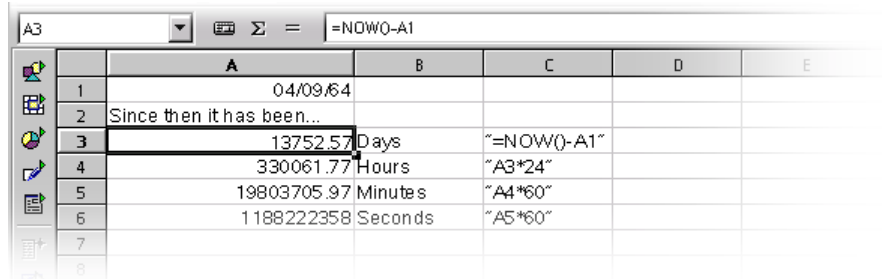 A3 Σ = =NOW()-A1
A B C D E
1 04/09/64
2 Since then it has been...
3 13752.57 Days "=NOW()-A1"
4 330061.77 Hours "A3*24"
5 19803705.97 Minutes "A4*60"
6 1188222358 Seconds "A5*60"
7
8